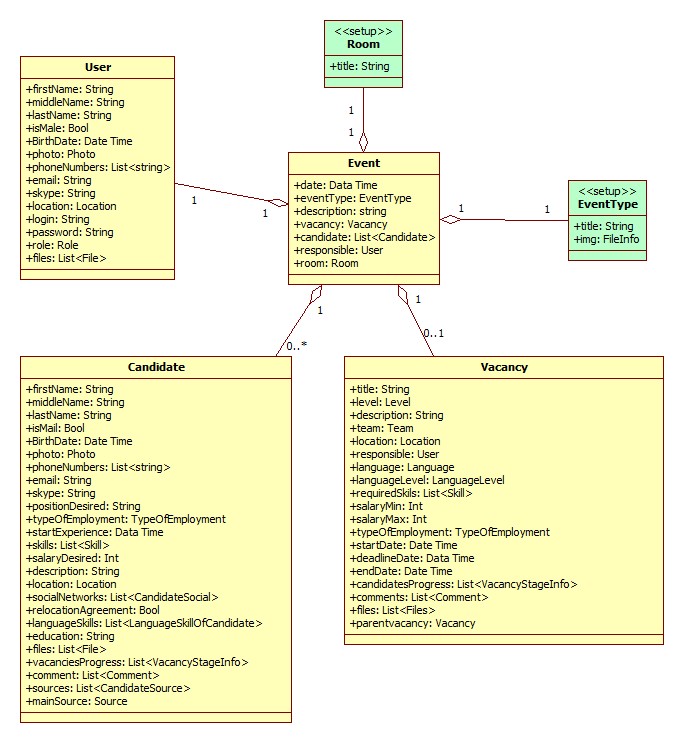 <<setup>>
Room
+title: String
1
1
User
+firstName: String
+middleName: String
+lastName: String
+isMale: Bool
+BirthDate: Date Time
+photo: Photo
+phoneNumbers: List<string>
+email: String
+skype: String
+location: Location
+login: String
+password: String
+role: Role
+files: List<File>
1
1
Event
+date: Data Time
+eventType: EventType
+description: string
+vacancy: Vacancy
+candidate: List<Candidate>
+responsible: User
+room: Room
1
1
<<setup>>
EventType
+title: String
+img: FileInfo
1
0..*
1
0..1
Candidate
+firstName: String
+middleName: String
+lastName: String
+isMail: Bool
+BirthDate: Date Time
+photo: Photo
+phoneNumbers: List<string>
+email: String
+skype: String
+positionDesired: String
+typeOfEmployment: TypeOfEmployment
+startExperience: Data Time
+skills: List<Skill>
+salaryDesired: Int
+description: String
+location: Location
+socialNetworks: List<CandidateSocial>
+relocationAgreement: Bool
+languageSkills: List<LanguageSkillOfCandidate>
+education: String
+files: List<File>
+vacanciesProgress: List<VacancyStageInfo>
+comment: List<Comment>
+sources: List<CandidateSource>
+mainSource: Source
Vacancy
+title: String
+level: Level
+description: String
+team: Team
+location: Location
+responsible: User
+language: Language
+languageLevel: LanguageLevel
+requiredSkils: List<Skill>
+salaryMin: Int
+salaryMax: Int
+typeOfEmployment: TypeOfEmployment
+startDate: Date Time
+deadlineDate: Data Time
+endDate: Date Time
+candidatesProgress: List<VacancyStageInfo>
+comments: List<Comment>
+files: List<Files>
+parentvacancy: Vacancy